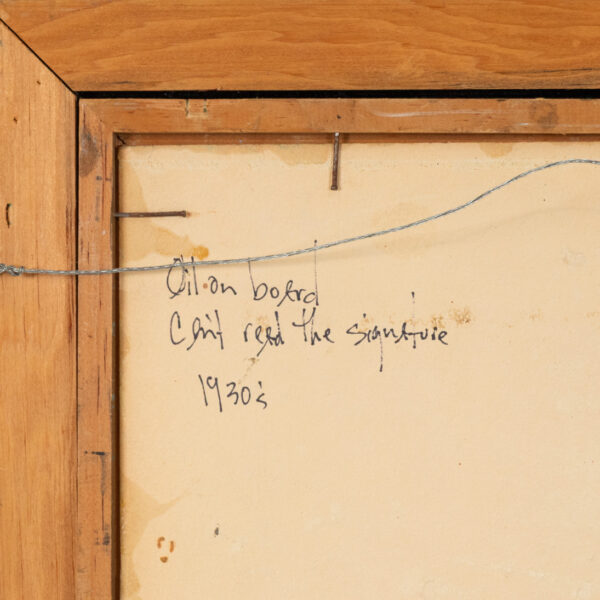 Oil on board
Can't read the signature
1930's